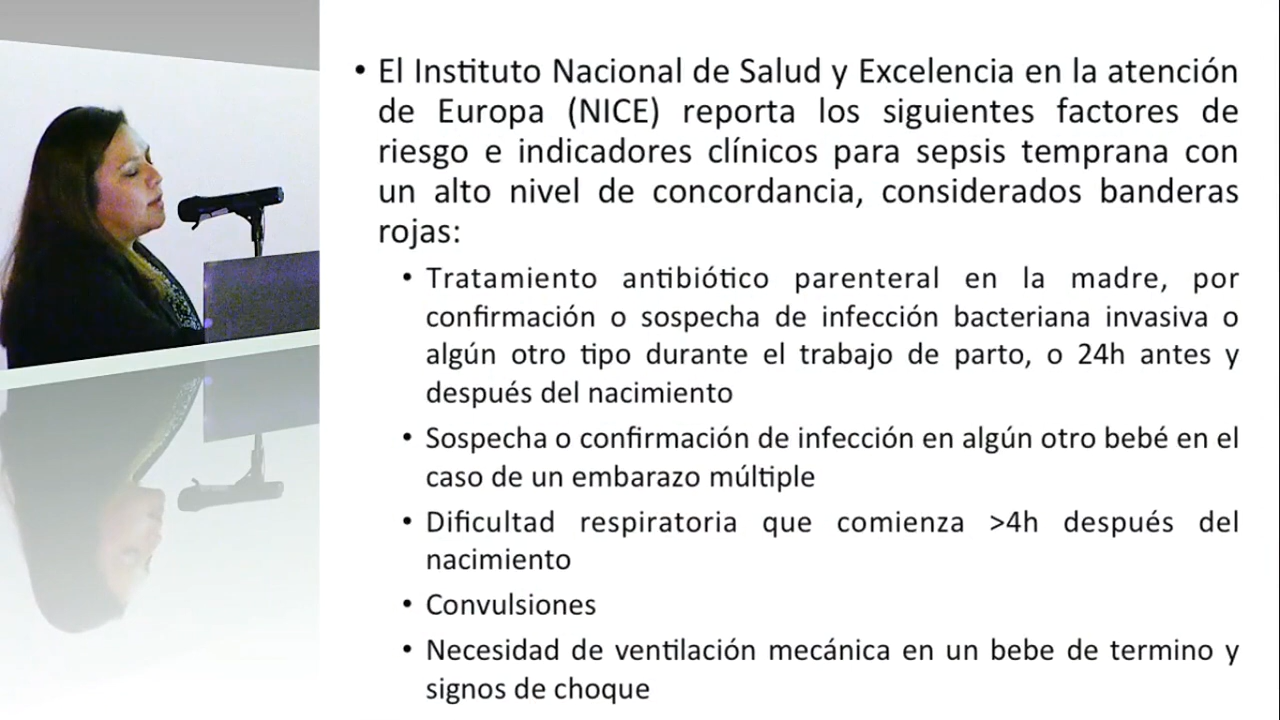 • El Instituto Nacional de Salud y Excelencia en la atención
de Europa (NICE) reporta los siguientes factores de
riesgo e indicadores clínicos para sepsis temprana con
un alto nivel de concordancia, considerados banderas
rojas:
• Tratamiento antibiótico parenteral en la madre, por
confirmación o sospecha de infección bacteriana invasiva o
algún otro tipo durante el trabajo de parto, o 24h antes y
después del nacimiento
• Sospecha o confirmación de infección en algún otro bebé en el
caso de un embarazo múltiple
• Dificultad respiratoria que comienza >4h después del
nacimiento
• Convulsiones
• Necesidad de ventilación mecánica en un bebe de termino y
signos de choque